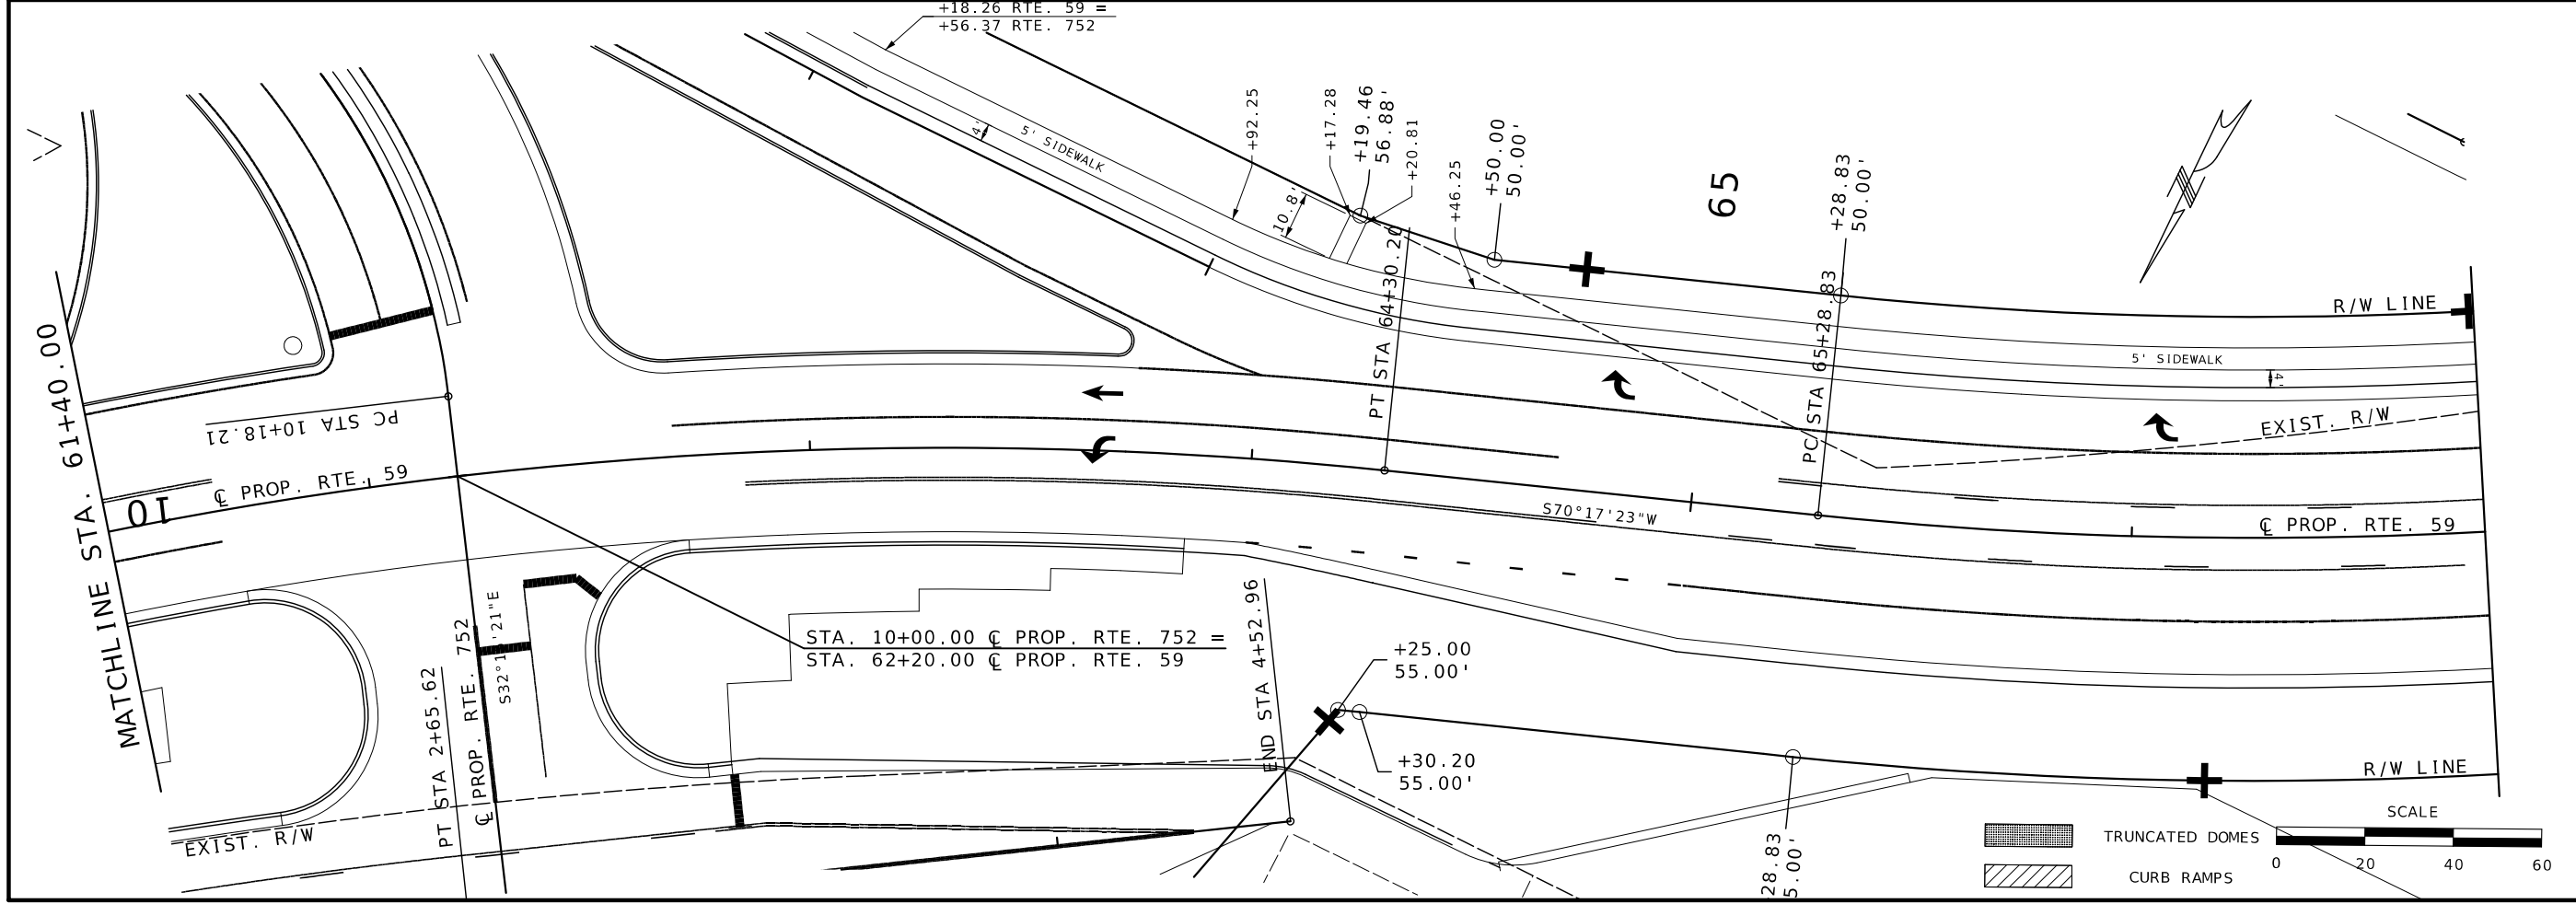 +18.26 RTE. 59 =
+56.37 RTE. 752
4'
5' SIDEWALK
+92.25
+17.28
+19.46
56.88'
+20.81
10.8'
+46.25
+50.00
50.00'
65
+28.83
50.00'
R/W LINE
5' SIDEWALK
4'
EXIST. R/W
PT STA 64+30.20
PC STA 65+28.83
MATCHLINE STA. 61+40.00
PC STA 10+18.21
℄ PROP. RTE. 59
10
S70°17'23"W
℄ PROP. RTE. 59
STA. 10+00.00 ℄ PROP. RTE. 752 =
STA. 62+20.00 ℄ PROP. RTE. 59
PT STA 2+65.62
℄ PROP. RTE. 752
END STA 4+52.96
+25.00
55.00'
+30.20
55.00'
R/W LINE
EXIST. R/W
SCALE
TRUNCATED DOMES
0 20 40 60
CURB RAMPS